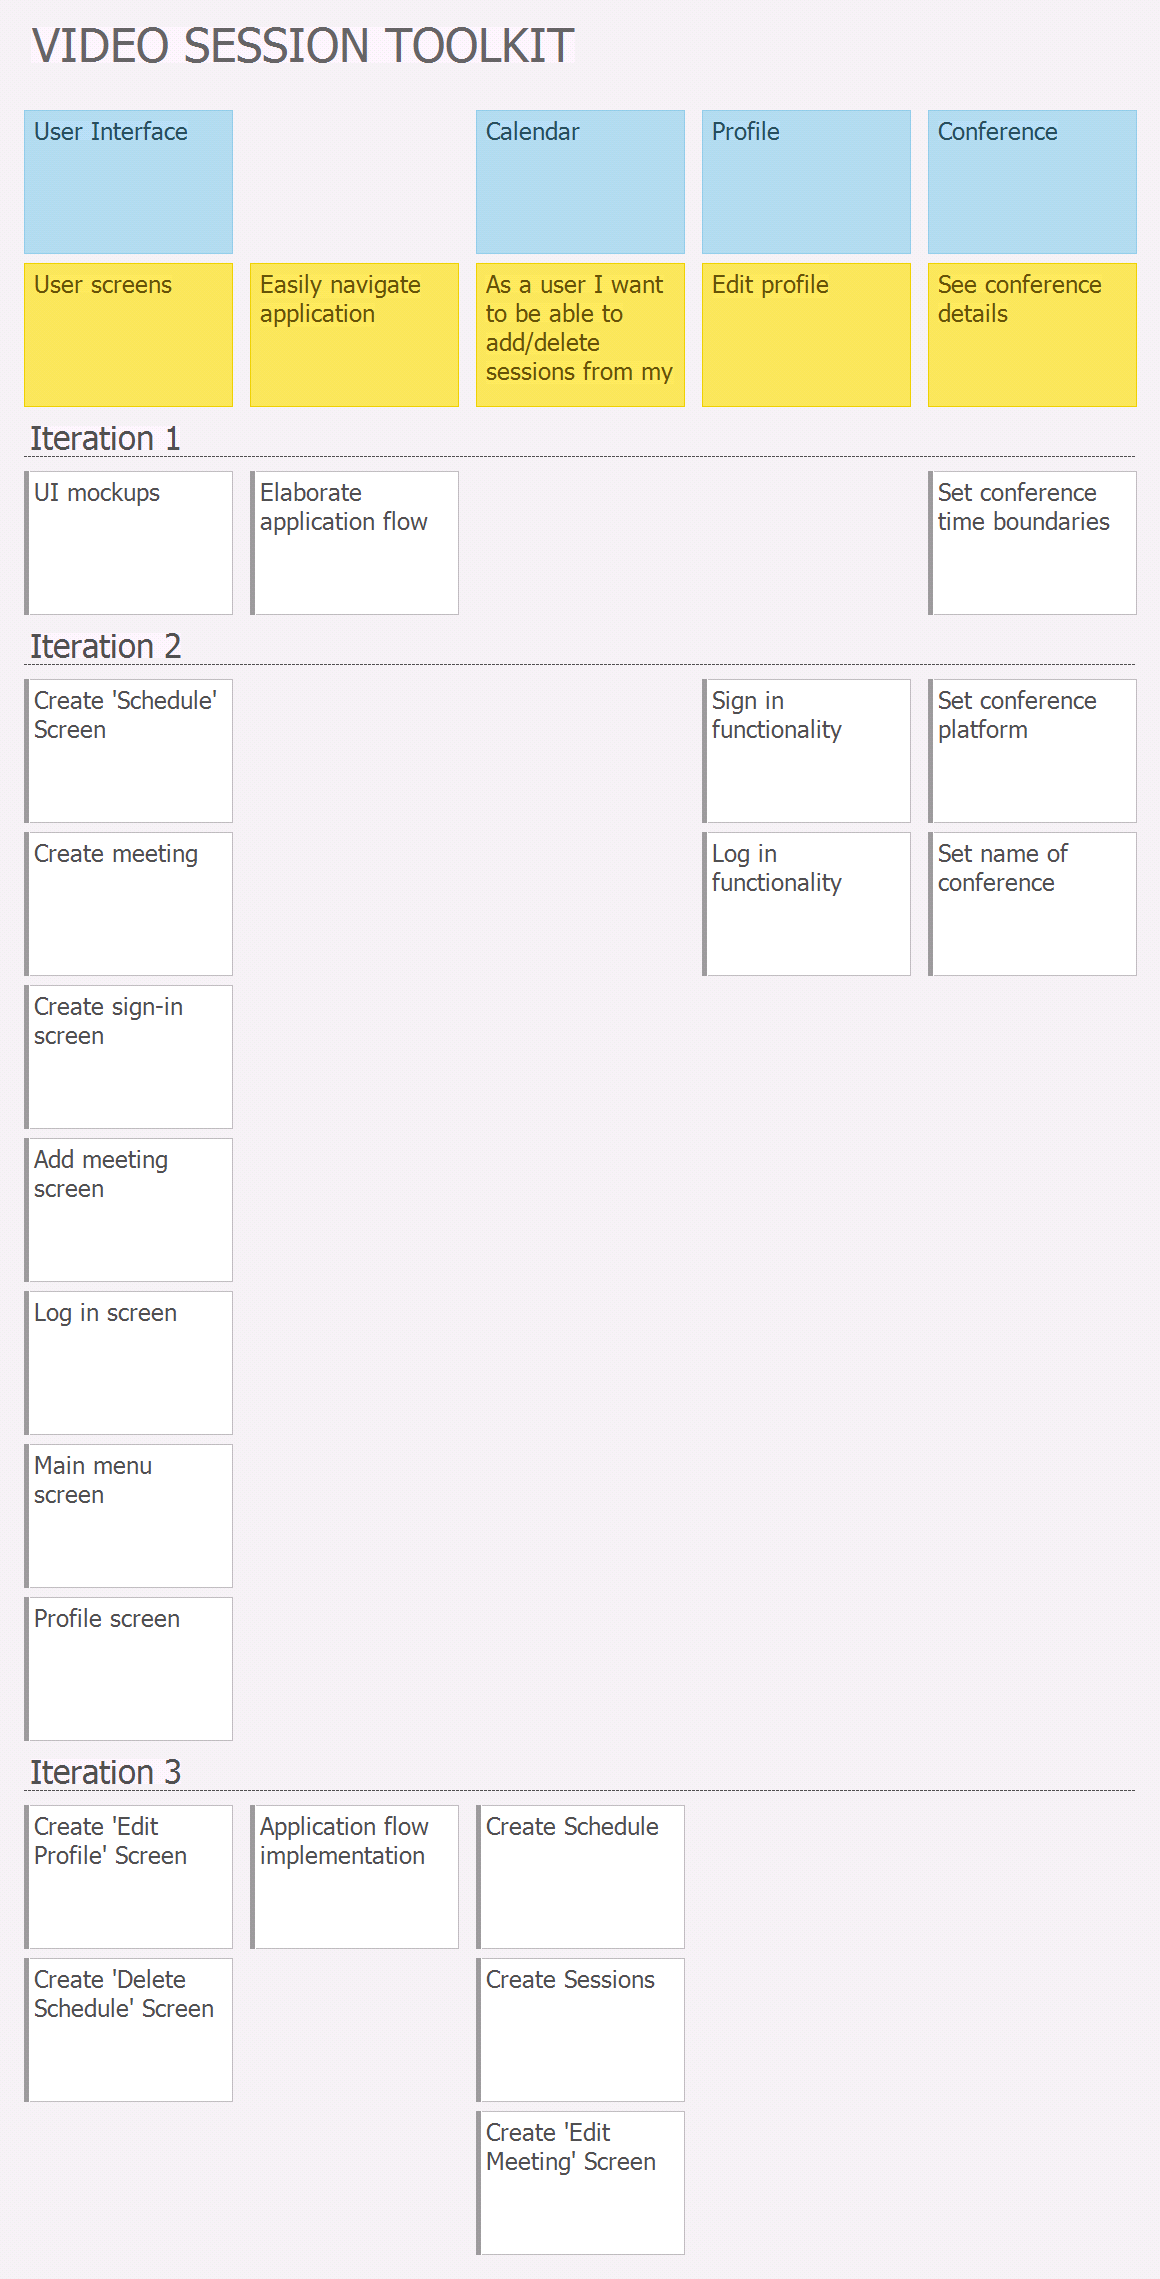 VIDEO SESSION TOOLKIT
User Interface
Calendar
Profile
Conference
User screens
Easily navigate
application
As a user I want
to be able to
add/delete
sessions from my
Edit profile
See conference
details
Iteration 1
UI mockups
Elaborate
application flow
Set conference
time boundaries
Iteration 2
Create 'Schedule'
Screen
Sign in
functionality
Set conference
platform
Create meeting
Log in
functionality
Set name of
conference
Create sign-in
screen
Add meeting
screen
Log in screen
Main menu
screen
Profile screen
Iteration 3
Create 'Edit
Profile' Screen
Application flow
implementation
Create Schedule
Create 'Delete
Schedule' Screen
Create Sessions
Create 'Edit
Meeting' Screen